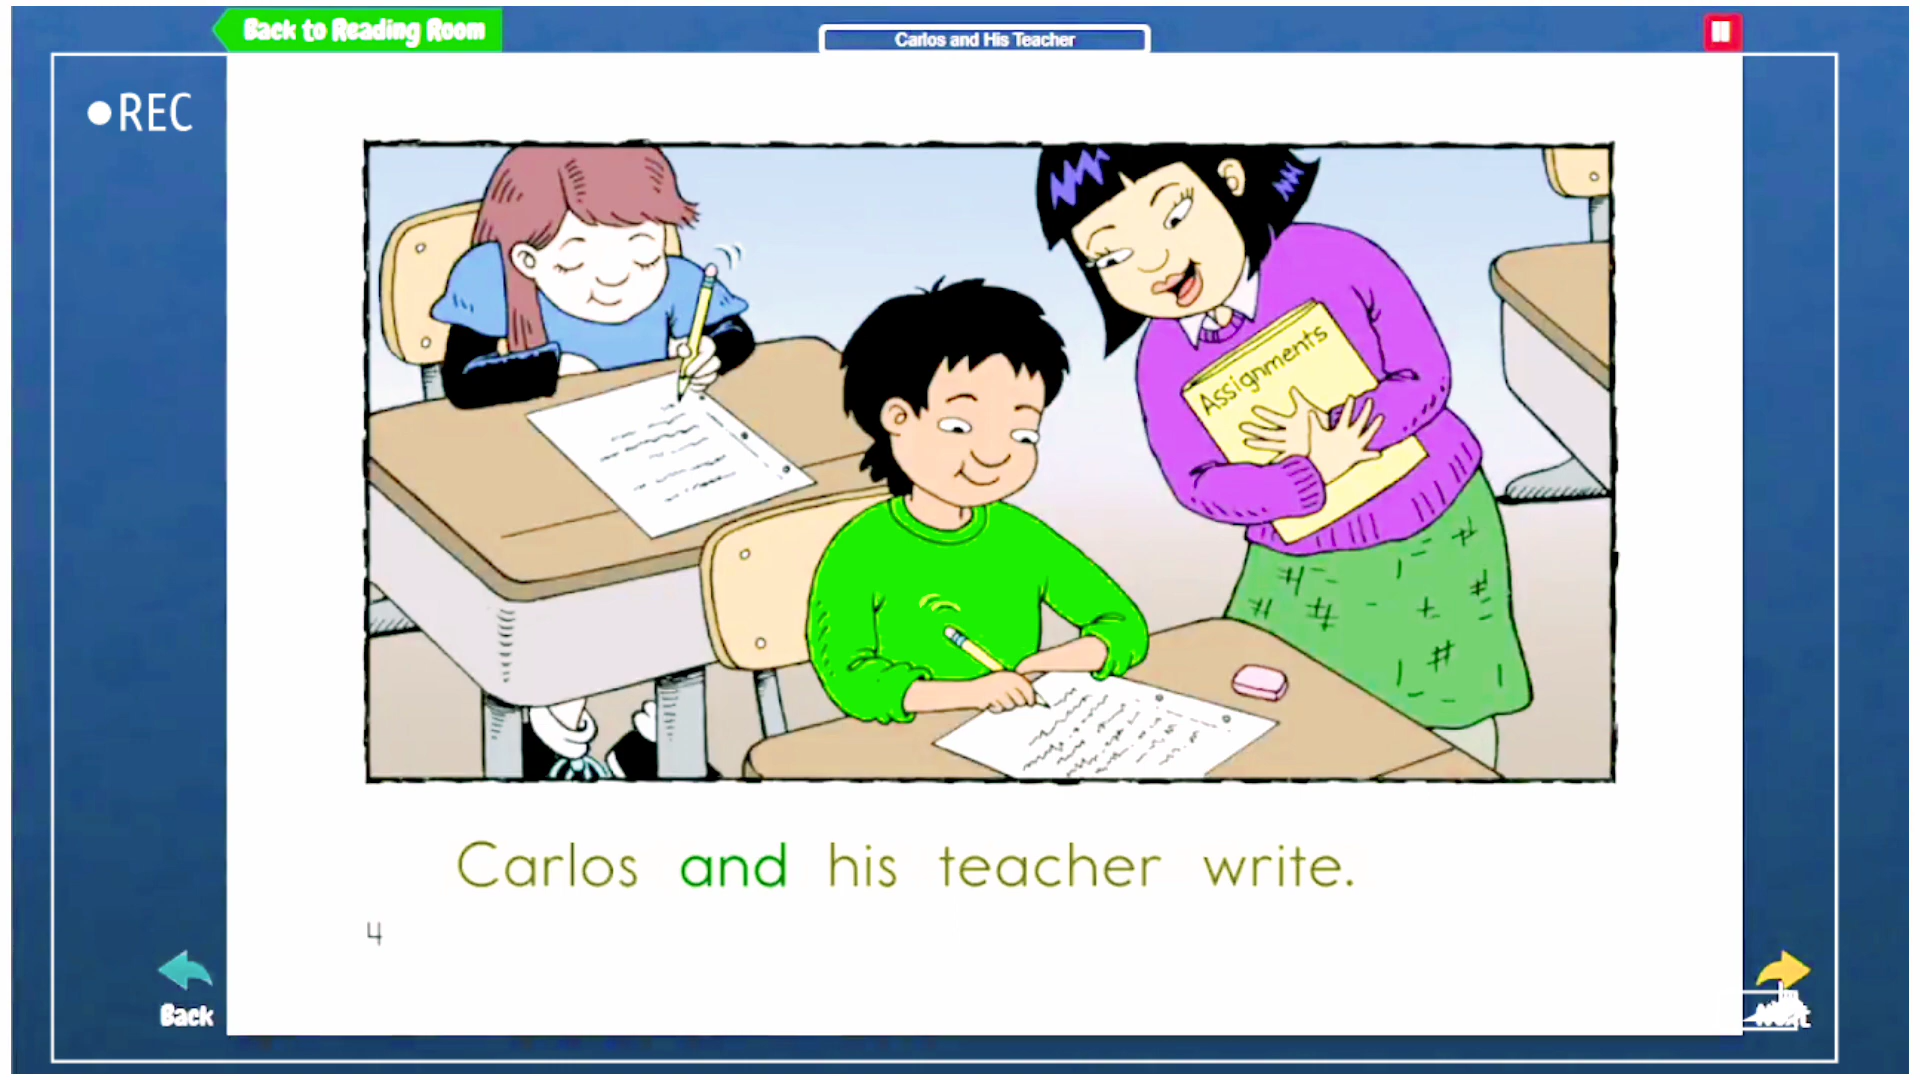 Back to Reading Room
Carlos and His Teacher
●REC
Assignments
Carlos and his teacher write.
4
Back